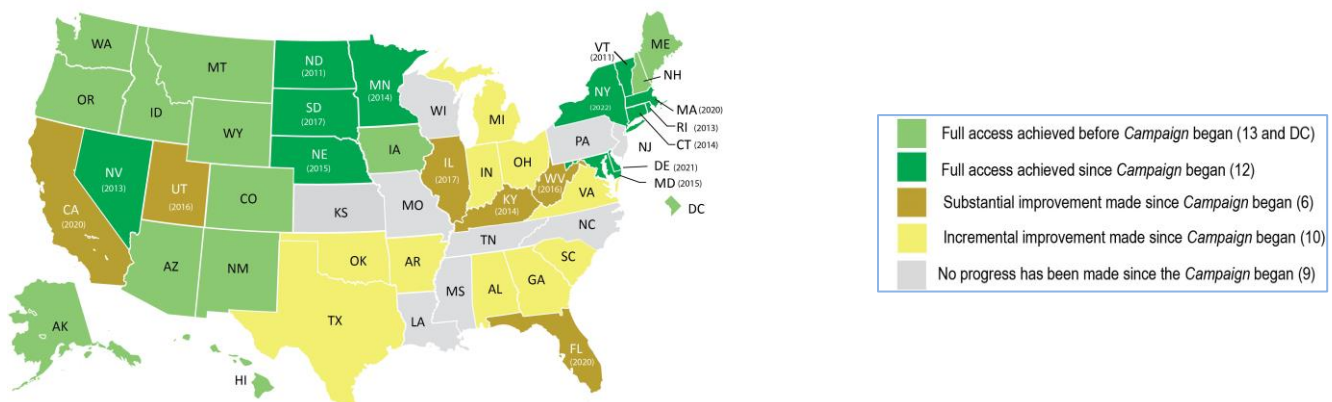 WA
OR
ID
MT
WY
ND
(2011)
SD
(2017)
NE
(2015)
MN
(2014)
IA
WI
MI
IL
(2017)
IN
OH
KY
(2014)
WV
(2016)
VA
PA
NJ
NY
(2022)
VT
(2011)
ME
NH
MA (2020)
RI (2013)
CT (2014)
DE (2021)
MD (2015)
DC
NV
(2013)
UT
(2016)
CA
(2020)
CO
KS
MO
AZ
NM
OK
AR
TX
LA
MS
TN
NC
SC
AL
GA
FL
(2020)
AK
HI
Full access achieved before Campaign began (13 and DC)
Full access achieved since Campaign began (12)
Substantial improvement made since Campaign began (6)
Incremental improvement made since Campaign began (10)
No progress has been made since the Campaign began (9)